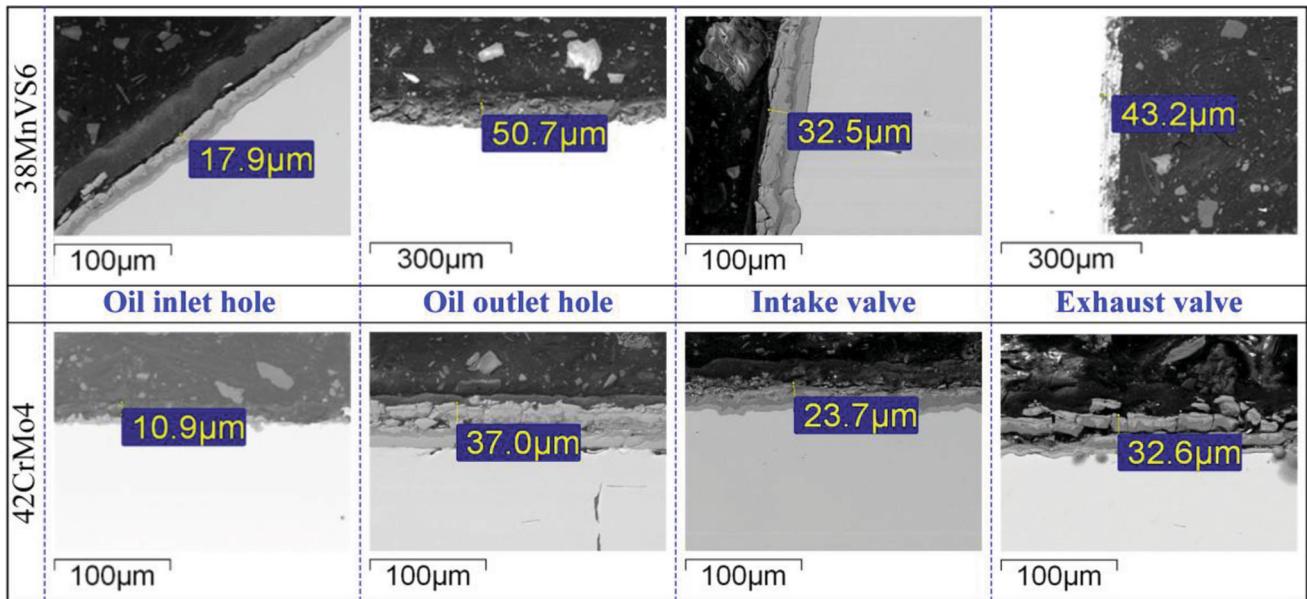 38MnVS6
17.9µm
50.7µm
32.5µm
43.2µm
100µm
300µm
100µm
300µm
Oil inlet hole
Oil outlet hole
Intake valve
Exhaust valve
42CrMo4
10.9µm
37.0µm
23.7µm
32.6µm
100µm
100µm
100µm
100µm